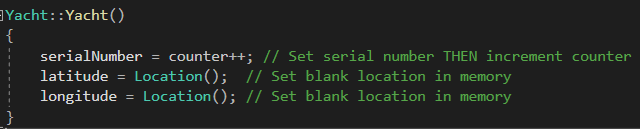 Yacht::Yacht()
{
serialNumber = counter++; // Set serial number THEN increment counter
latitude = Location();  // Set blank location in memory
longitude = Location(); // Set blank location in memory
}